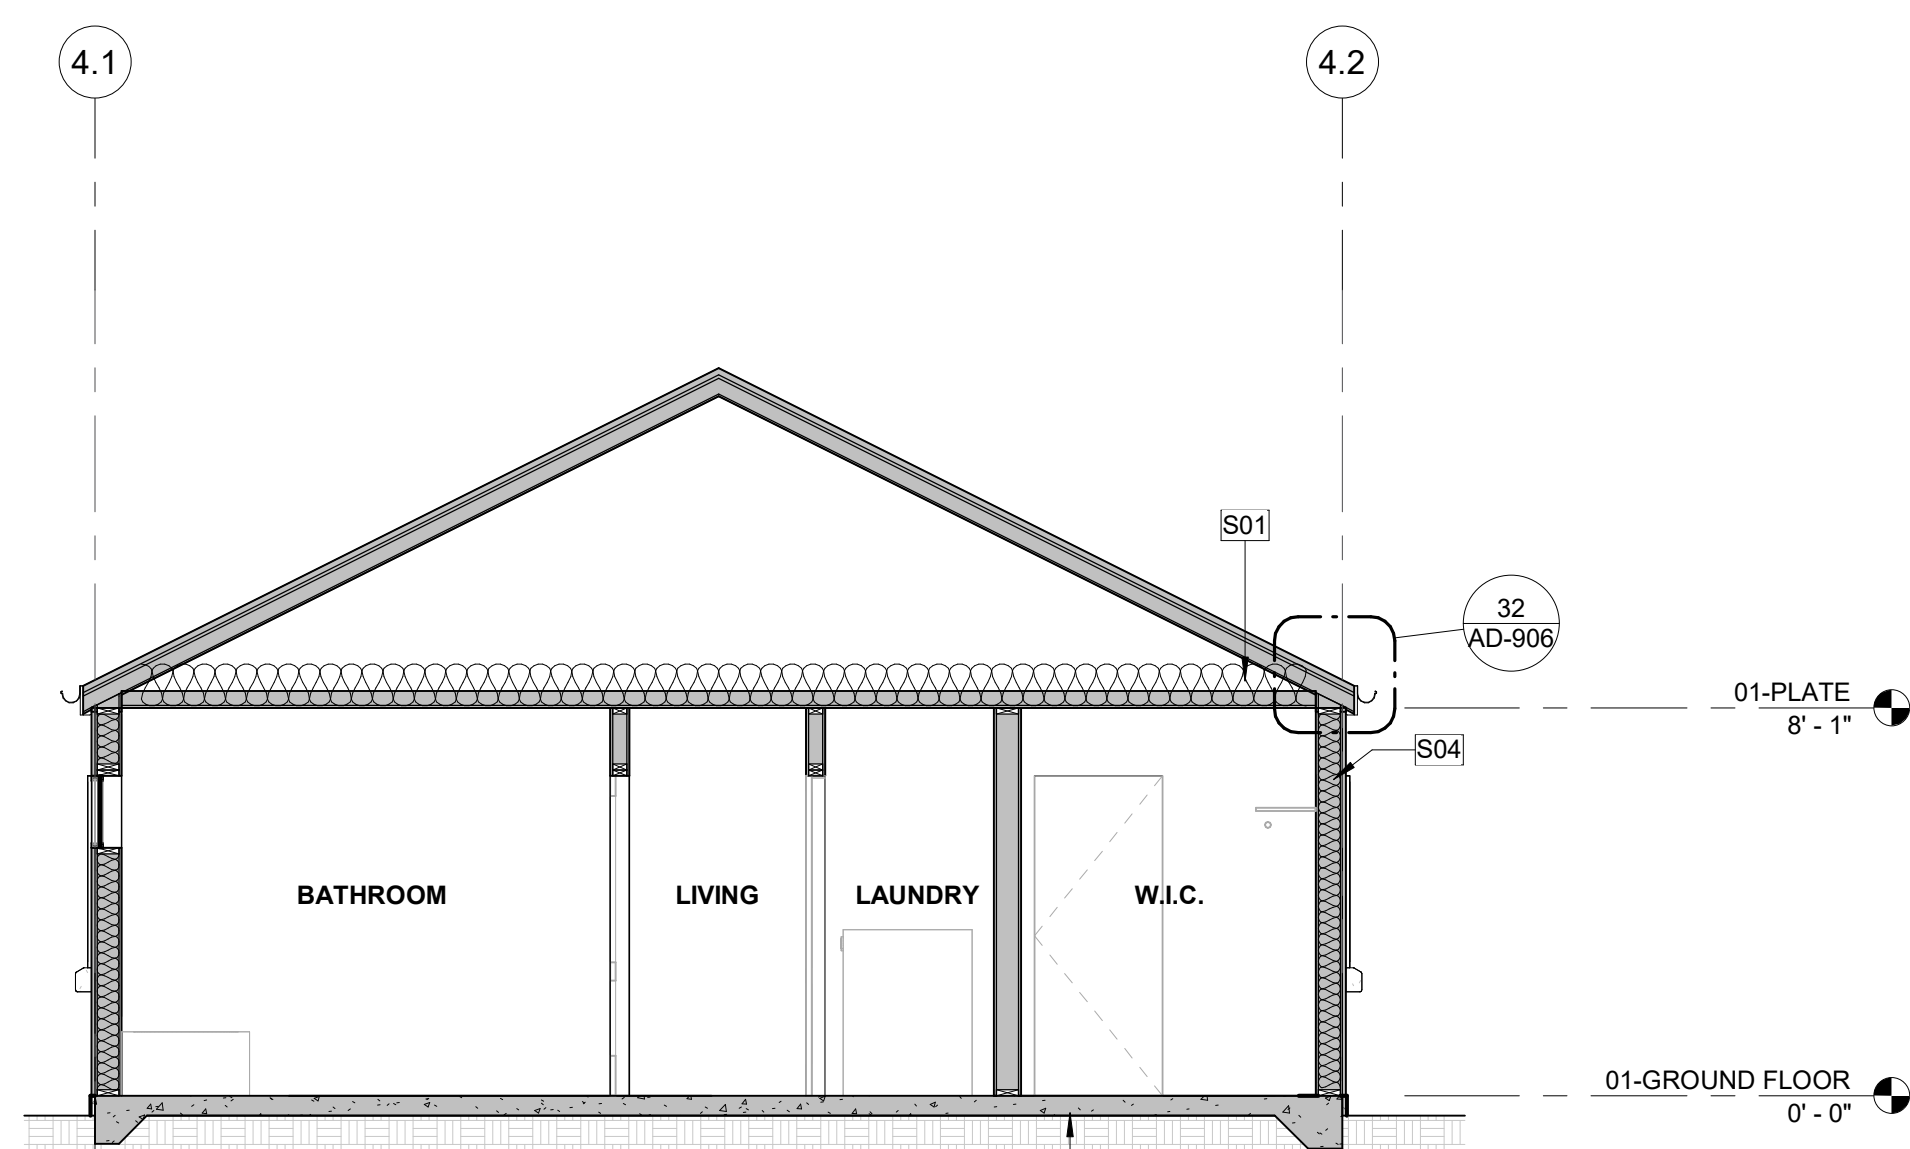 4.1
4.2
S01
32
AD-906
01-PLATE
8' - 1"
S04
BATHROOM
LIVING
LAUNDRY
W.I.C.
01-GROUND FLOOR
0' - 0"